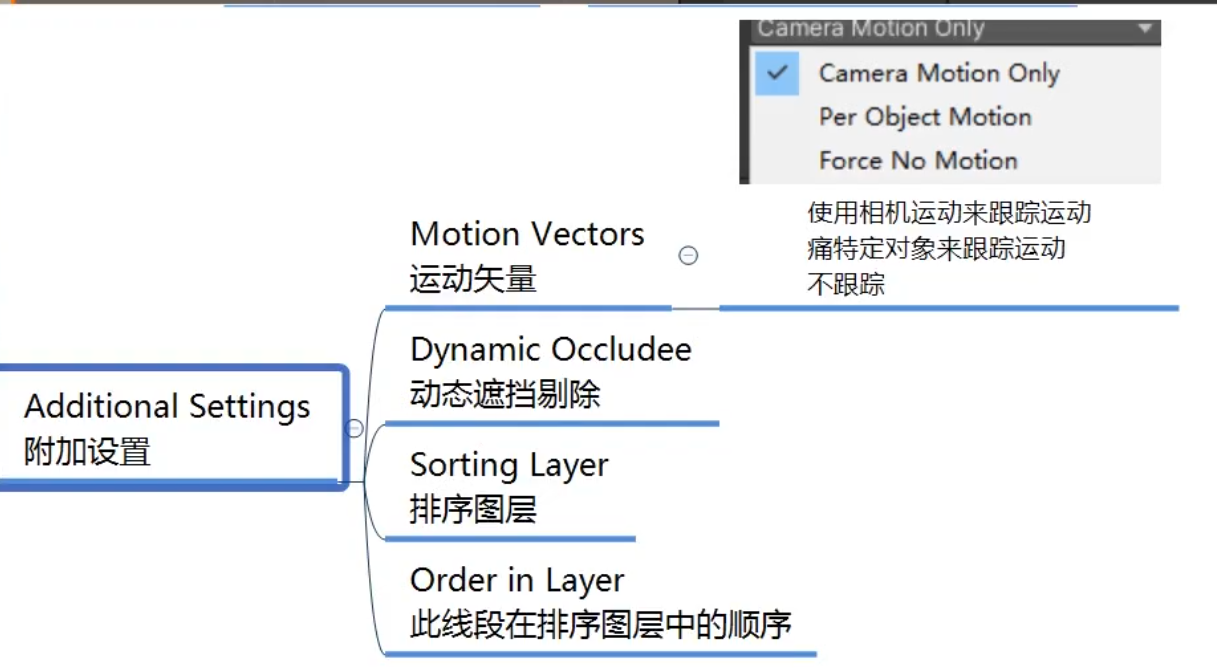 Camera Motion Only
Camera Motion Only
Per Object Motion
Force No Motion
使用相机运动来跟踪运动
痛特定对象来跟踪运动
不跟踪
Motion Vectors
运动矢量
Dynamic Occludee
动态遮挡剔除
Additional Settings
附加设置
Sorting Layer
排序图层
Order in Layer
此线段在排序图层中的顺序